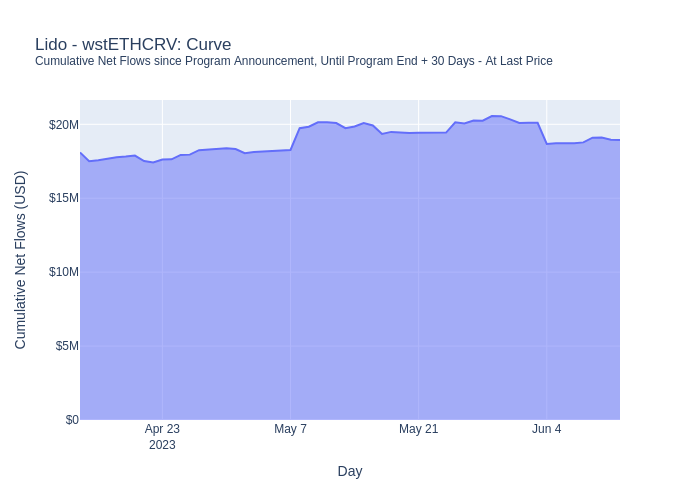 Lido - wstETHCRV: Curve
Cumulative Net Flows since Program Announcement, Until Program End + 30 Days - At Last Price
Cumulative Net Flows (USD)
$20M
$15M
$10M
$5M
$0
Apr 23
2023
May 7
May 21
Jun 4
Day